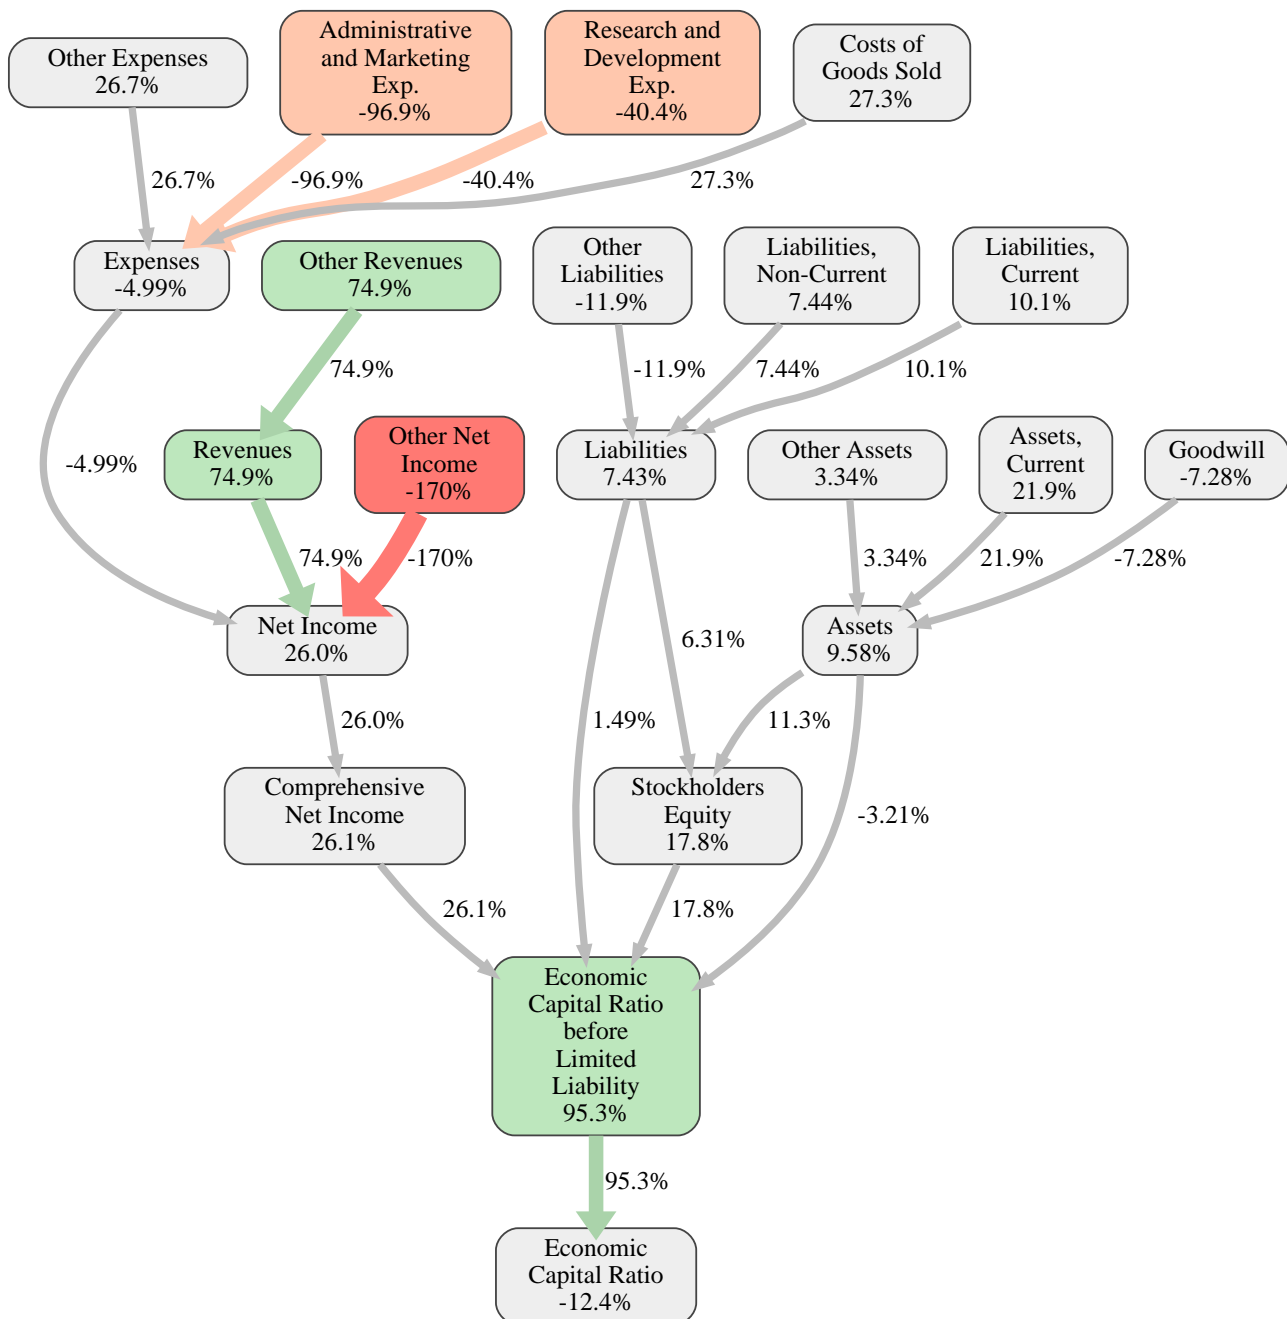 Other Expenses
26.7%
Administrative
and Marketing
Exp.
-96.9%
Research and
Development
Exp.
-40.4%
Costs of
Goods Sold
27.3%
26.7%
-96.9%
-40.4%
27.3%
Expenses
-4.99%
Other Revenues
74.9%
Other
Liabilities
-11.9%
Liabilities,
Non-Current
7.44%
Liabilities,
Current
10.1%
74.9%
-11.9%
7.44%
10.1%
-4.99%
Revenues
74.9%
Other Net
Income
-170%
Liabilities
7.43%
Other Assets
3.34%
Assets,
Current
21.9%
Goodwill
-7.28%
74.9%
-170%
3.34%
21.9%
-7.28%
Net Income
26.0%
6.31%
Assets
9.58%
26.0%
1.49%
11.3%
Comprehensive
Net Income
26.1%
Stockholders
Equity
17.8%
-3.21%
26.1%
17.8%
Economic
Capital Ratio
before
Limited
Liability
95.3%
95.3%
Economic
Capital Ratio
-12.4%